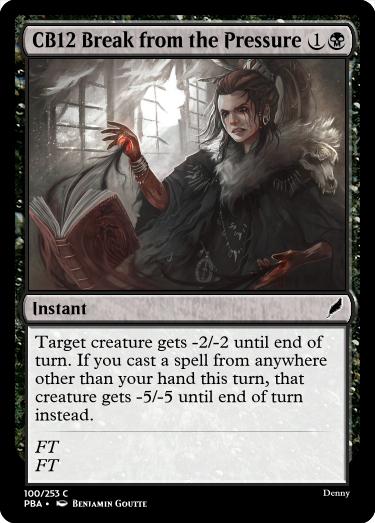 CB12 Break from the Pressure 1
Instant
Target creature gets -2/-2 until end of
turn. If you cast a spell from anywhere
other than your hand this turn, that
creature gets -5/-5 until end of turn
instead.
FT
FT
100/253 C
Denny
PBA • Benjamin Goutte